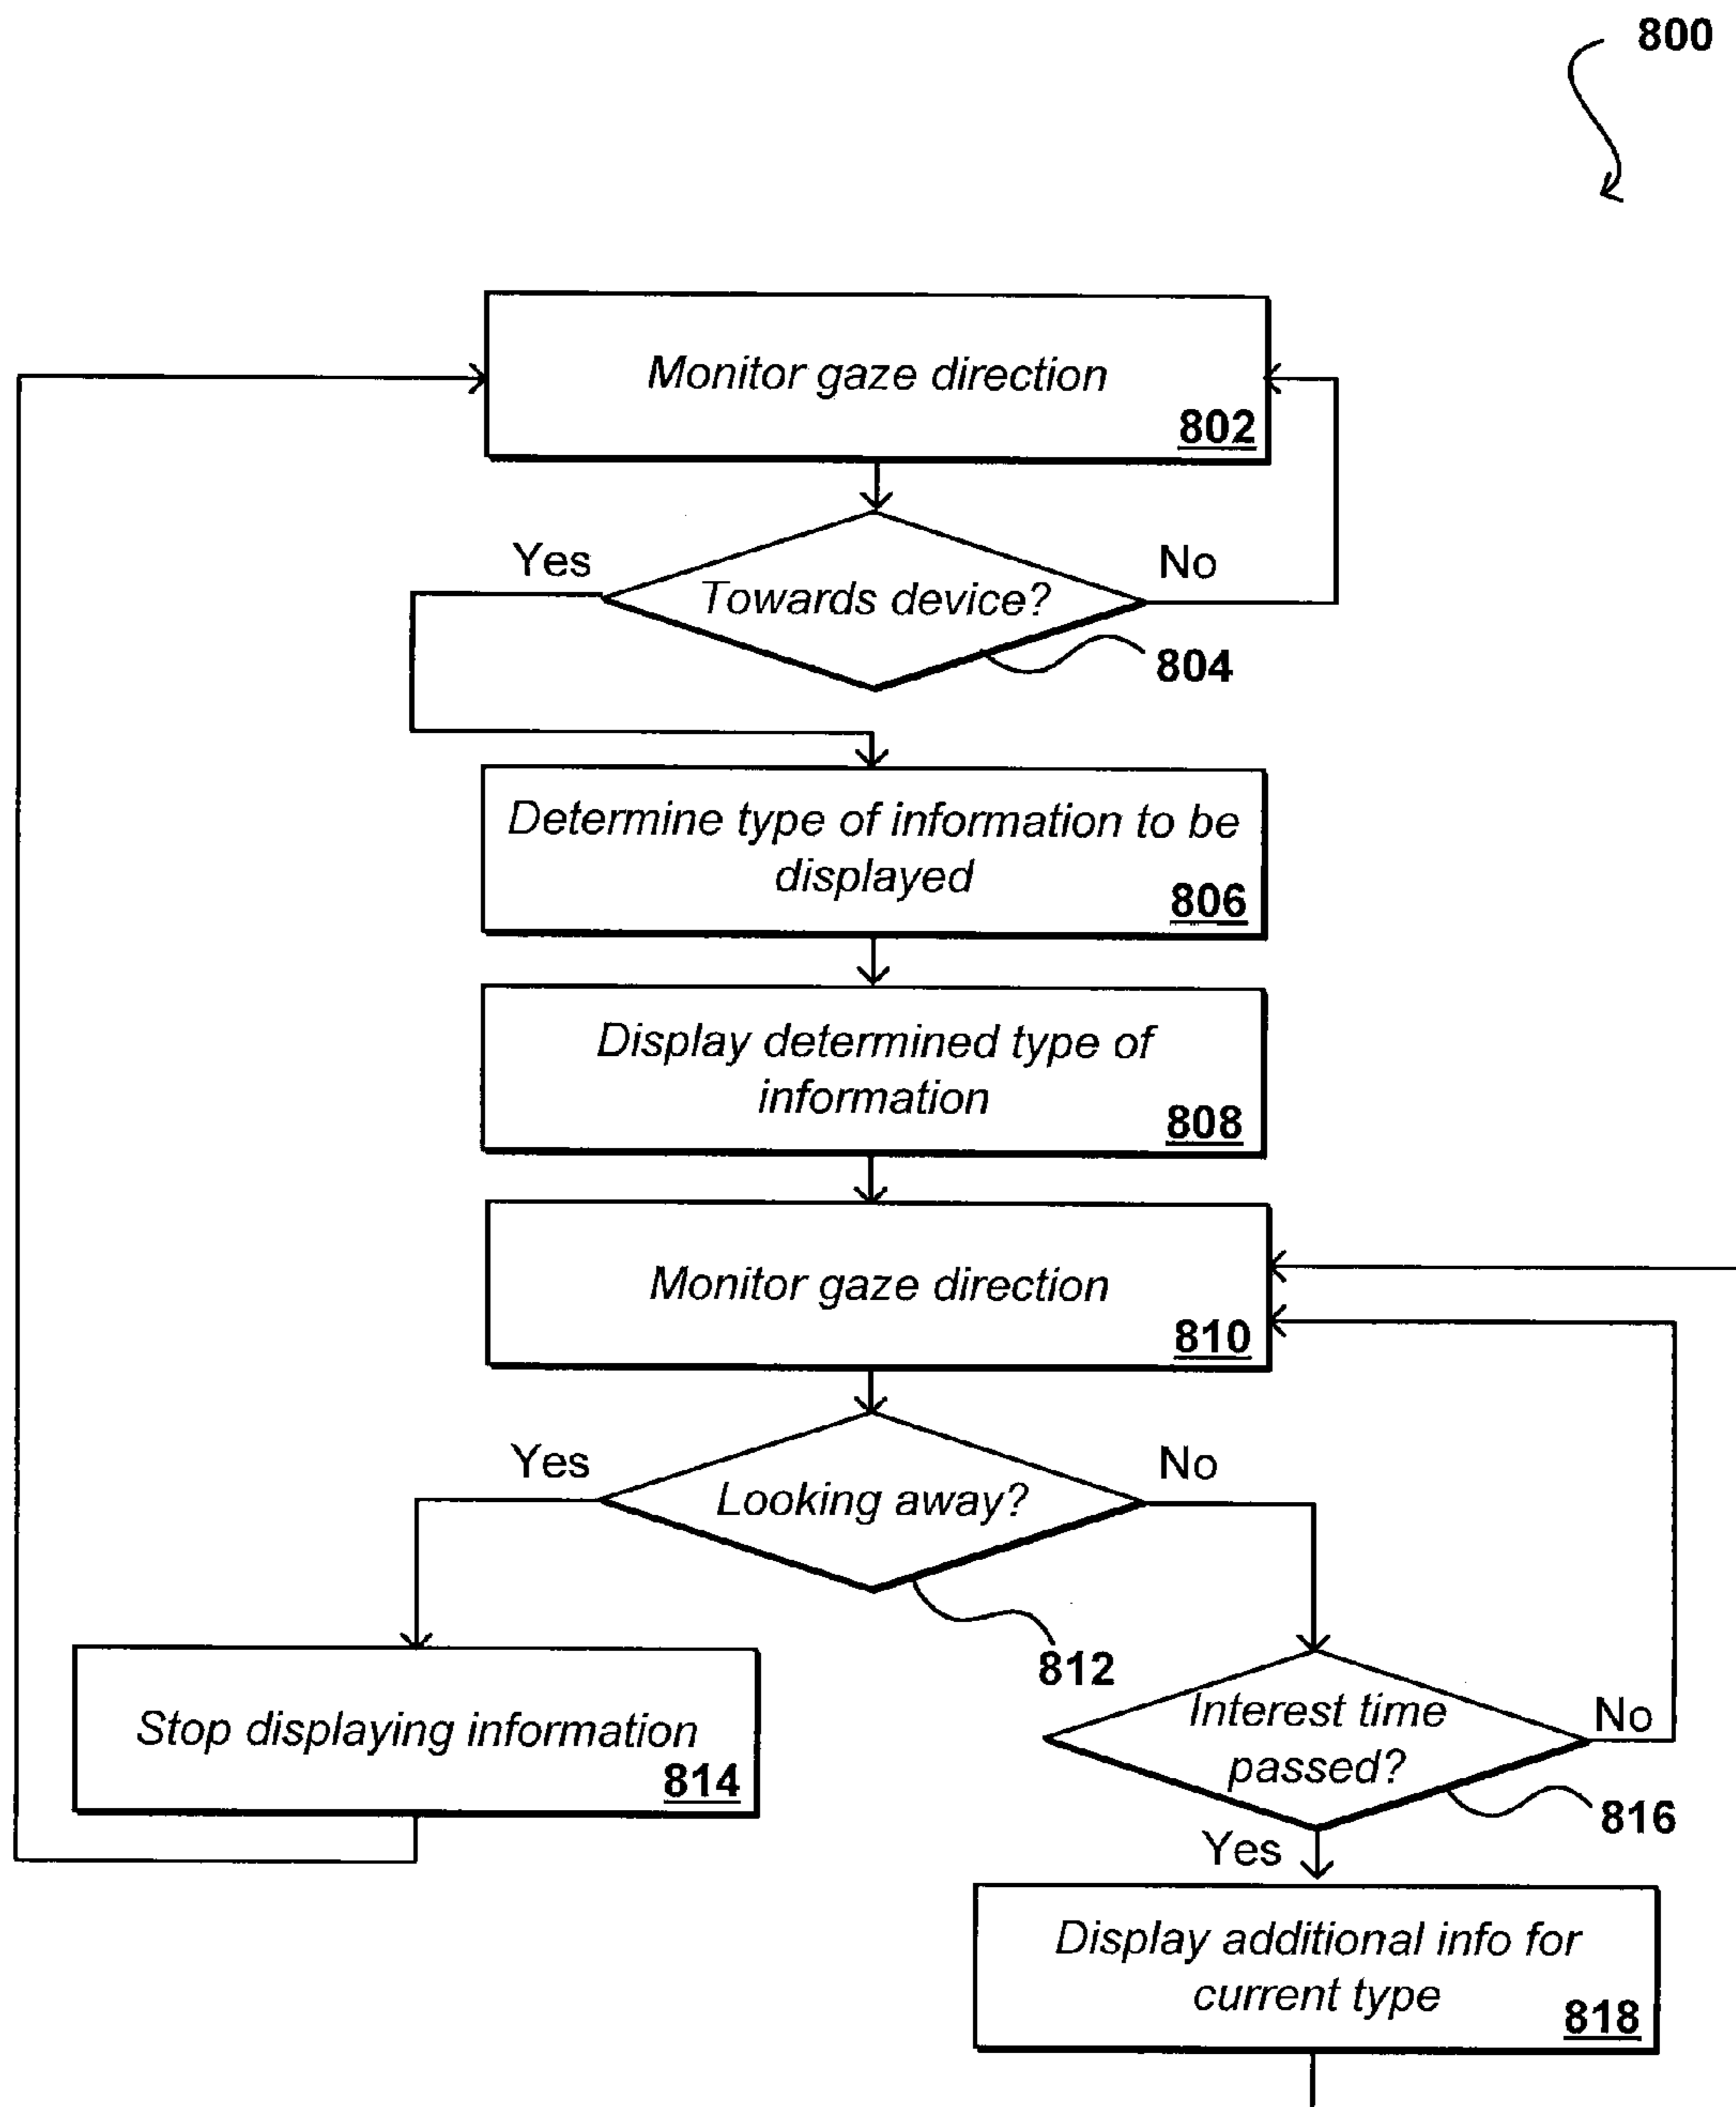 800
Monitor gaze direction
802
Yes
No
Towards device?
804
Determine type of information to be
displayed
806
Display determined type of
information
808
Monitor gaze direction
810
Yes
No
Looking away?
812
Stop displaying information
814
Interest time
passed?
No
816
Yes
Display additional info for
current type
818